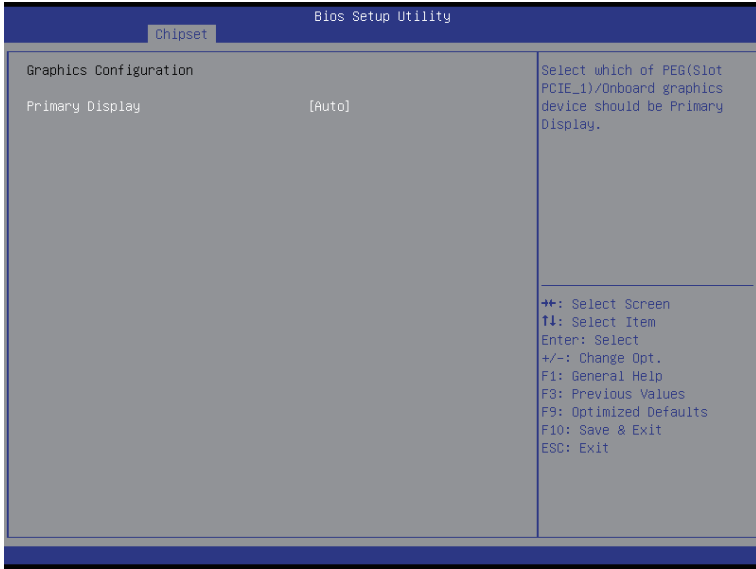 Bios Setup Utility
Chipset
Graphics Configuration
Primary Display [Auto]
Select which of PEG(Slot
PCIE_1)/Onboard graphics
device should be Primary
Display.
→←: Select Screen
↑↓: Select Item
Enter: Select
+/-: Change Opt.
F1: General Help
F3: Previous Values
F9: Optimized Defaults
F10: Save & Exit
ESC: Exit